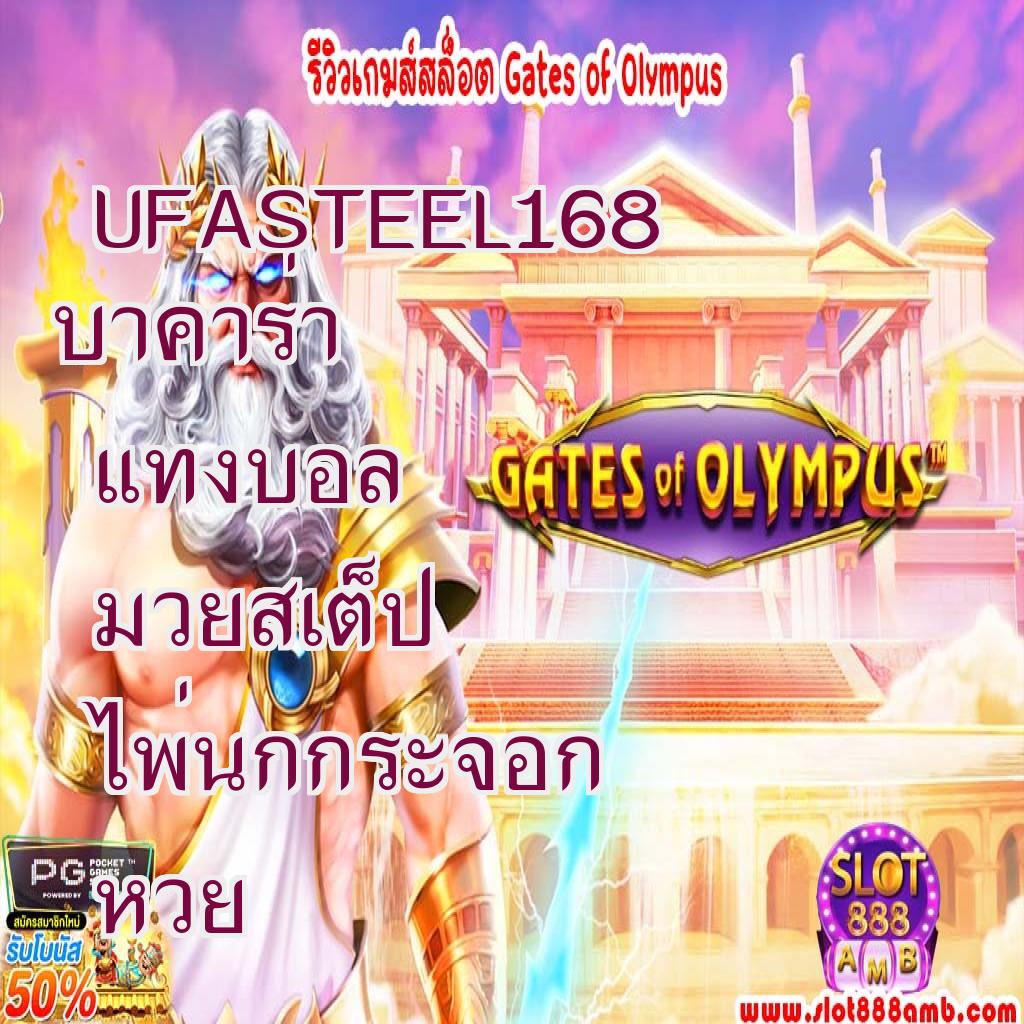 รีวิวเกมส์สล็อต Gates of Olympus
UFASTEEL168
บาคาร่า
แทงบอล
GATES of OLYMPUS™
มวยสเต็ป
ไพ่นกกระจอก
หวย
PG POCKET GAMES
POWERED BY
สมัครสมาชิกใหม่
รับโบนัส
50%
SLOT
888
AMB
www.slot888amb.com